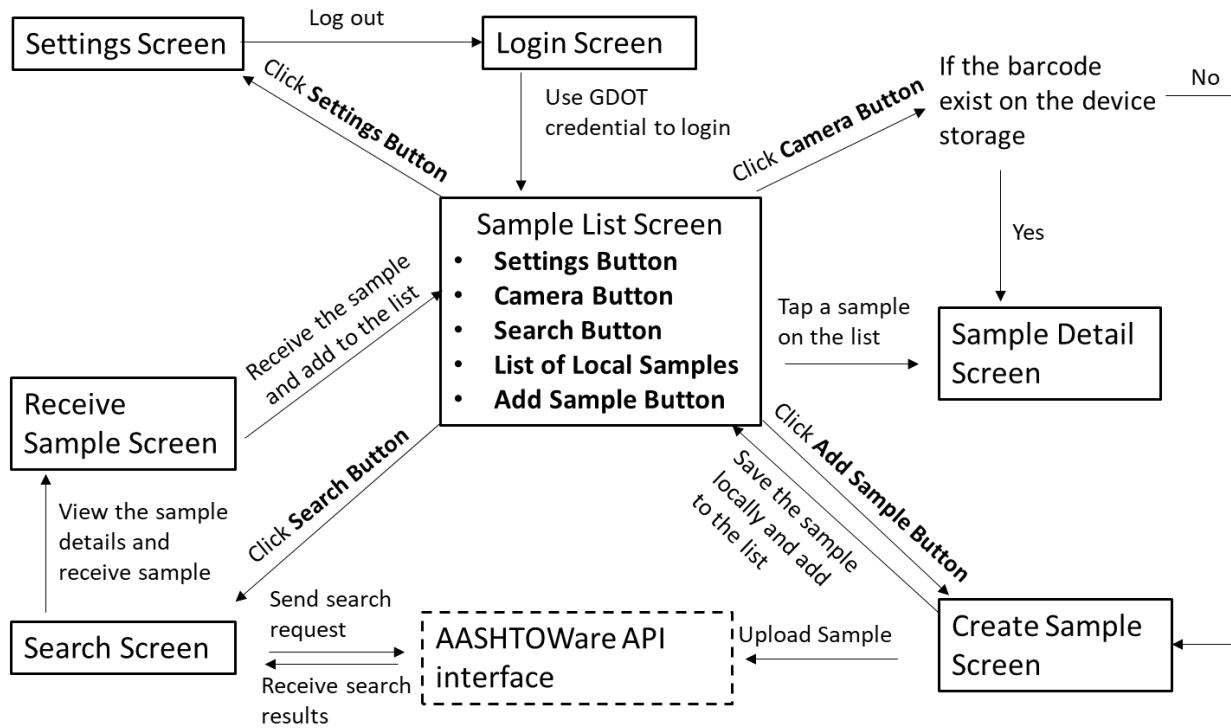 Settings Screen
Log out
Login Screen
Click Settings Button
Use GDOT
credential to login
Click Camera Button
If the barcode
exist on the device
storage
No
Yes
Sample List Screen
• Settings Button
• Camera Button
• Search Button
• List of Local Samples
• Add Sample Button
Tap a sample
on the list
Sample Detail
Screen
Receive the sample
and add to the list
Receive
Sample Screen
View the sample
details and
receive sample
Click Search Button
Click Add Sample Button
Save the sample
locally and add
to the list
Search Screen
Send search
request
Receive search
results
AASHTOWare API
interface
Upload Sample
Create Sample
Screen